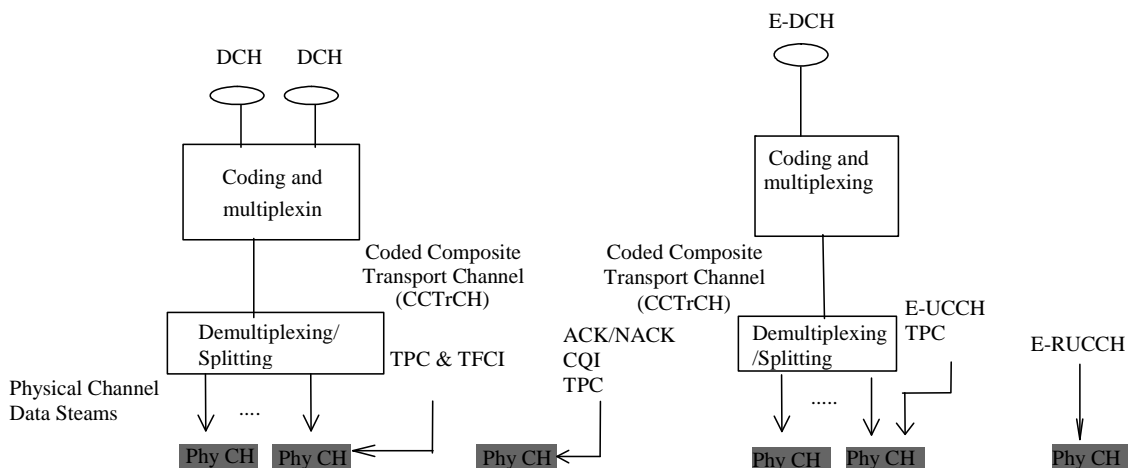 E-DCH
DCH
DCH
Coding and
multiplexin
Coding and
multiplexing
Coded Composite
Transport Channel
(CCTrCH)
Coded Composite
Transport Channel
(CCTrCH)
Demultiplexing/
Splitting
TPC & TFCI
ACK/NACK
CQI
TPC
Demultiplexing
/Splitting
E-UCCH
TPC
E-RUCCH
Physical Channel
Data Steams
....
.....
Phy CH
Phy CH
Phy CH
Phy CH
Phy CH
Phy CH